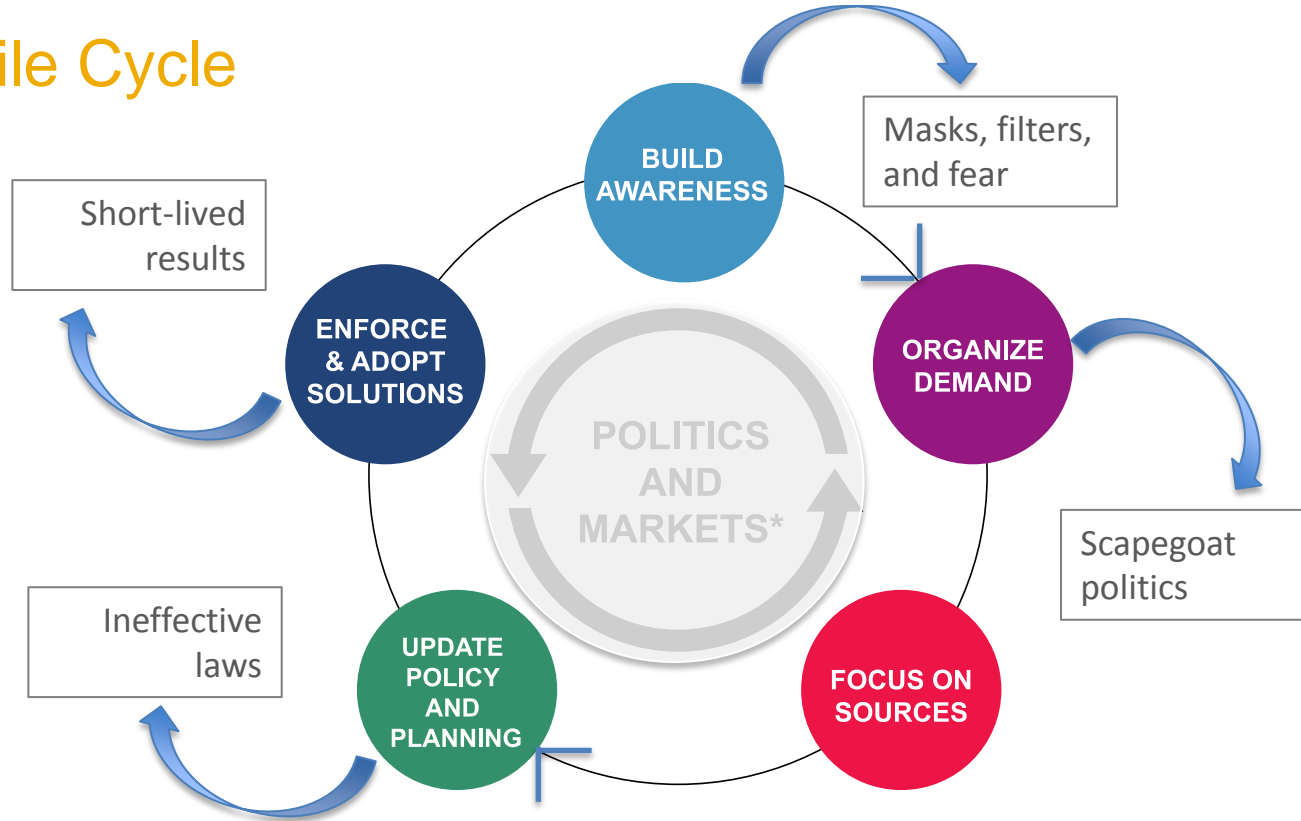 ile Cycle
BUILD
AWARENESS
Masks, filters,
and fear
Short-lived
results
ENFORCE
& ADOPT
SOLUTIONS
ORGANIZE
DEMAND
POLITICS
AND
MARKETS*
Scapegoat
politics
Ineffective
laws
UPDATE
POLICY
AND
PLANNING
FOCUS ON
SOURCES